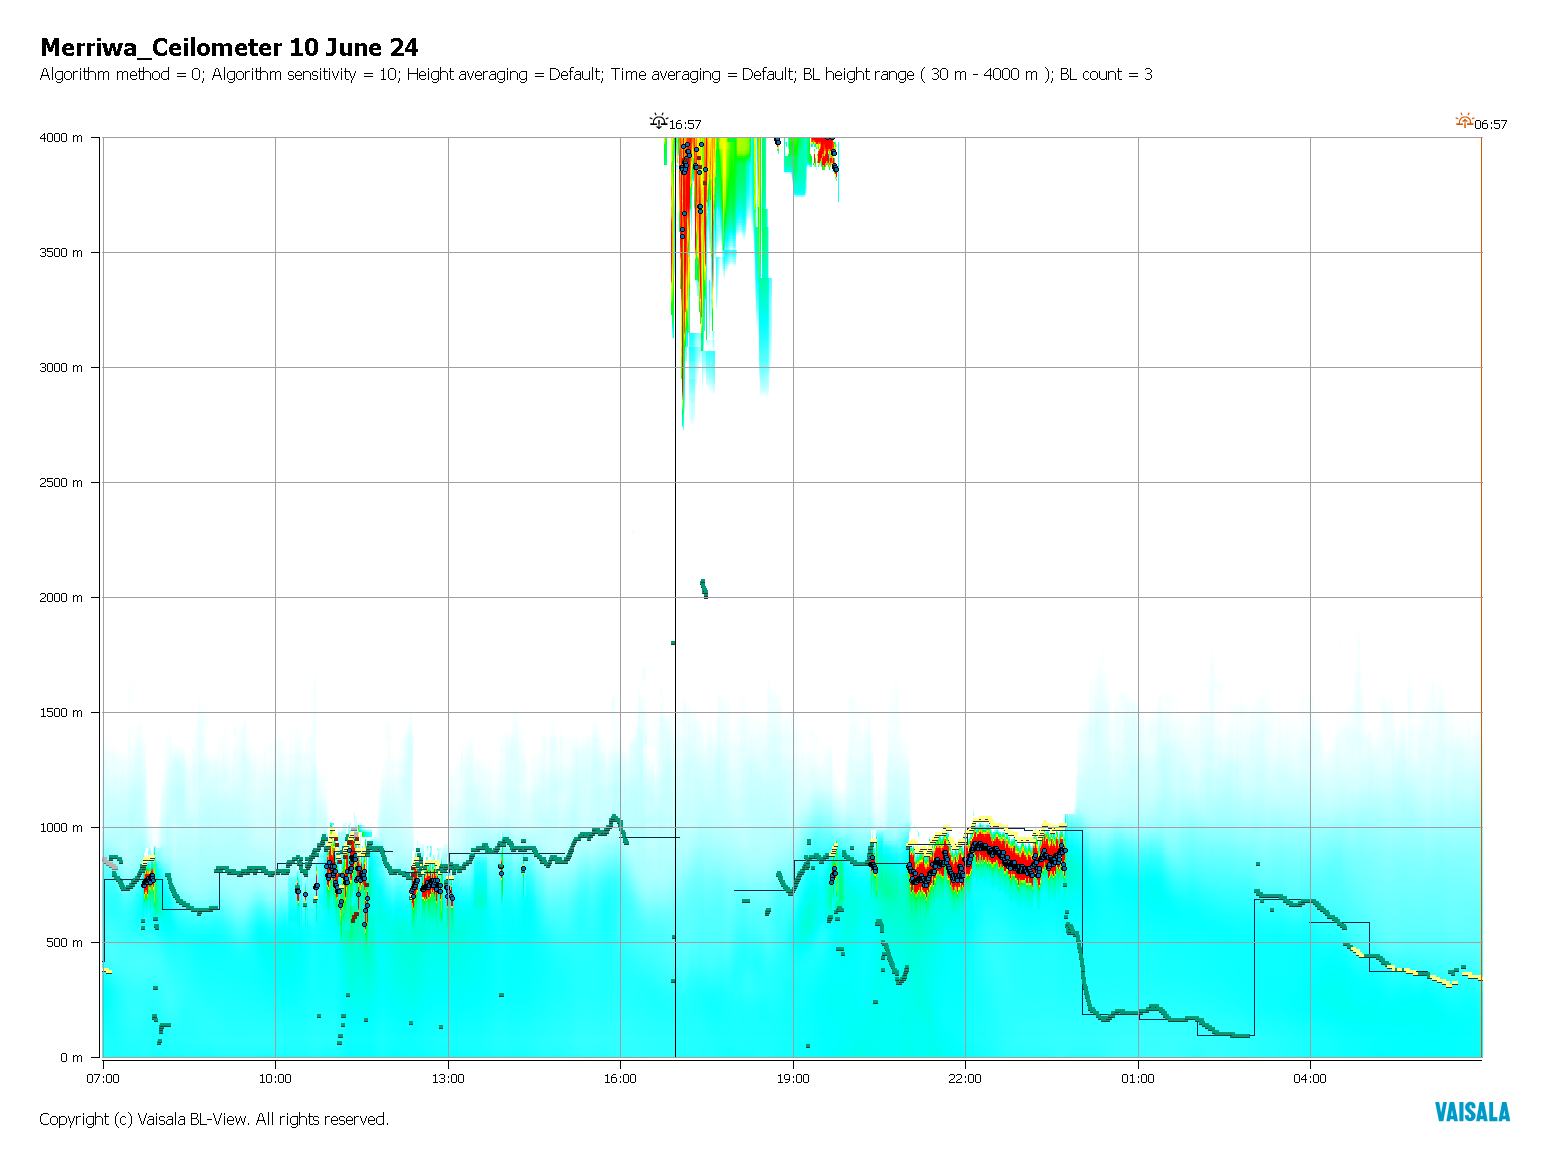 Merriwa_Ceilometer 10 June 24
Algorithm method = 0; Algorithm sensitivity = 10; Height averaging = Default; Time averaging = Default; BL height range ( 30 m - 4000 m ); BL count = 3
16:57
06:57
4000 m
3500 m
3000 m
2500 m
2000 m
1500 m
1000 m
500 m
0 m
07:00 10:00 13:00 16:00 19:00 22:00 01:00 04:00
Copyright (c) Vaisala BL-View. All rights reserved.
VAISALA